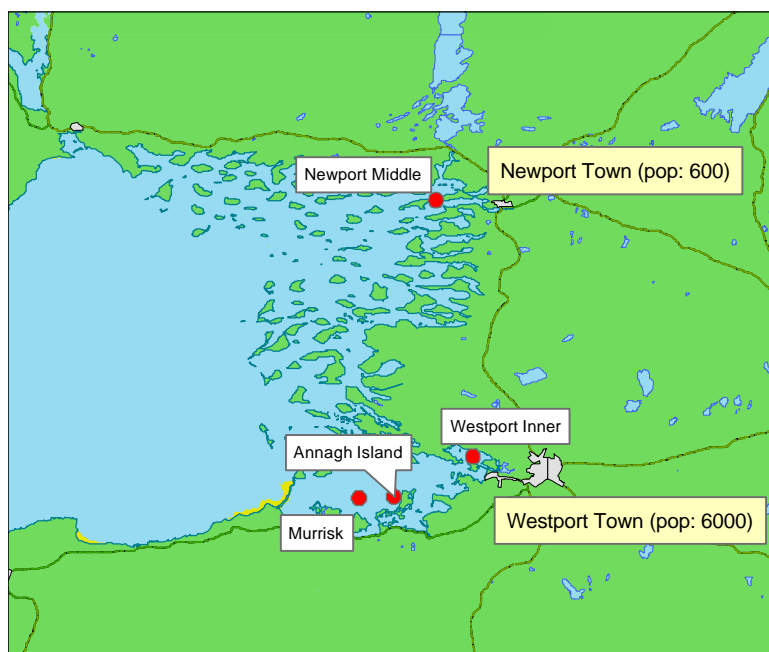 Newport Middle
Newport Town (pop: 600)
Westport Inner
Annagh Island
Murrisk
Westport Town (pop: 6000)